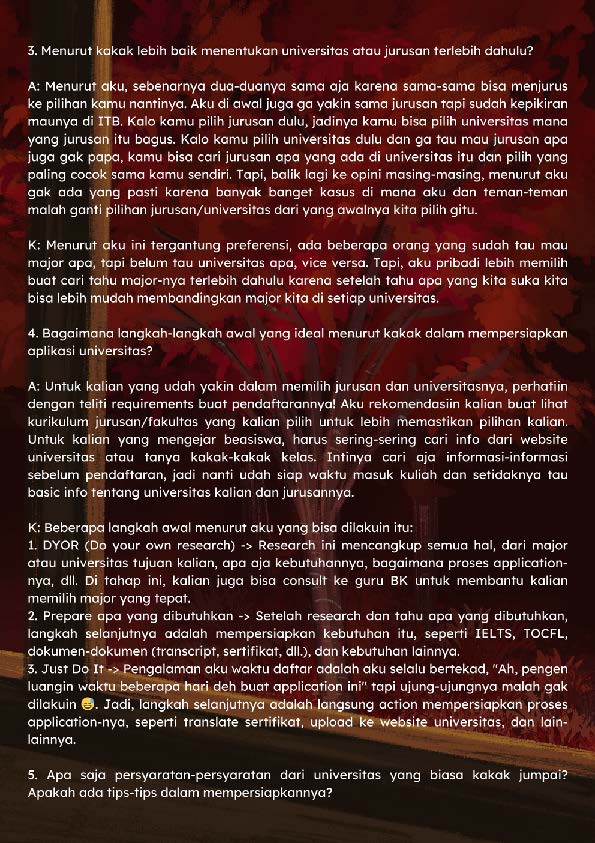 3. Menurut kakak lebih baik menentukan universitas atau jurusan terlebih dahulu?
A: Menurut aku, sebenarnya dua-duanya sama aja karena sama-sama bisa menjurus
ke pilihan kamu nantinya. Aku di awal juga ga yakin sama jurusan tapi sudah kepikiran
maunya di ITB. Kalo kamu pilih jurusan dulu, jadinya kamu bisa pilih universitas mana
yang jurusan itu bagus. Kalo kamu pilih universitas dulu dan ga tau mau jurusan apa
juga gak papa, kamu bisa cari jurusan apa yang ada di universitas itu dan pilih yang
paling cocok sama kamu sendiri. Tapi, balik lagi ke opini masing-masing, menurut aku
gak ada yang pasti karena banyak banget kasus di mana aku dan teman-teman
malah ganti pilihan jurusan/universitas dari yang awalnya kita pilih gitu.
K: Menurut aku ini tergantung preferensi, ada beberapa orang yang sudah tau mau
major apa, tapi belum tau universitas apa, vice versa. Tapi, aku pribadi lebih memilih
buat cari tahu major-nya terlebih dahulu karena setelah tahu apa yang kita suka kita
bisa lebih mudah membandingkan major kita di setiap universitas.
4. Bagaimana langkah-langkah awal yang ideal menurut kakak dalam mempersiapkan
aplikasi universitas?
A: Untuk kalian yang udah yakin dalam memilih jurusan dan universitasnya, perhatiin
dengan teliti requirements buat pendaftarannya! Aku rekomendasiin kalian buat lihat
kurikulum jurusan/fakultas yang kalian pilih untuk lebih memastikan pilihan kalian.
Untuk kalian yang mengejar beasiswa, harus sering-sering cari info dari website
universitas atau tanya kakak-kakak kelas. Intinya cari aja informasi-informasi
sebelum pendaftaran, jadi nanti udah siap waktu masuk kuliah dan setidaknya tau
basic info tentang universitas kalian dan jurusannya.
K: Beberapa langkah awal menurut aku yang bisa dilakuin itu:
1. DYOR (Do your own research) -> Research ini mencangkup semua hal, dari major
atau universitas tujuan kalian, apa aja kebutuhannya, bagaimana proses application-
nya, dll. Di tahap ini, kalian juga bisa consult ke guru BK untuk membantu kalian
memilih major yang tepat.
2. Prepare apa yang dibutuhkan -> Setelah research dan tahu apa yang dibutuhkan,
langkah selanjutnya adalah mempersiapkan kebutuhan itu, seperti IELTS, TOCFL,
dokumen-dokumen (transcript, sertifikat, dll.), dan kebutuhan lainnya.
3. Just Do It -> Pengalaman aku waktu daftar adalah aku selalu bertekad, "Ah, pengen
luangin waktu beberapa hari deh buat application ini" tapi ujung-ujungnya malah gak
dilakuin 😅. Jadi, langkah selanjutnya adalah langsung action mempersiapkan proses
application-nya, seperti translate sertifikat, upload ke website universitas, dan lain-
lainnya.
5. Apa saja persyaratan-persyaratan dari universitas yang biasa kakak jumpai?
Apakah ada tips-tips dalam mempersiapkannya?